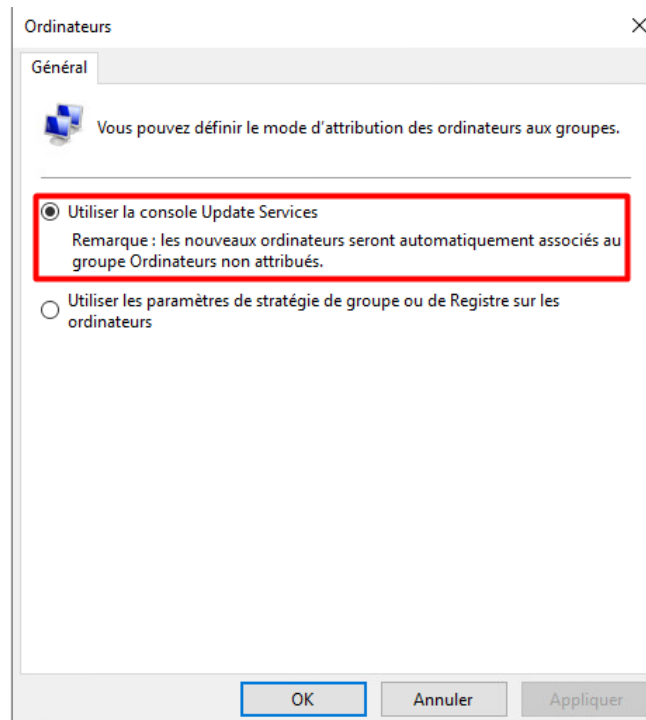 Ordinateurs
Général
Vous pouvez définir le mode d'attribution des ordinateurs aux groupes.
Utiliser la console Update Services
Remarque : les nouveaux ordinateurs seront automatiquement associés au
groupe Ordinateurs non attribués.
Utiliser les paramètres de stratégie de groupe ou de Registre sur les
ordinateurs
OK
Annuler
Appliquer